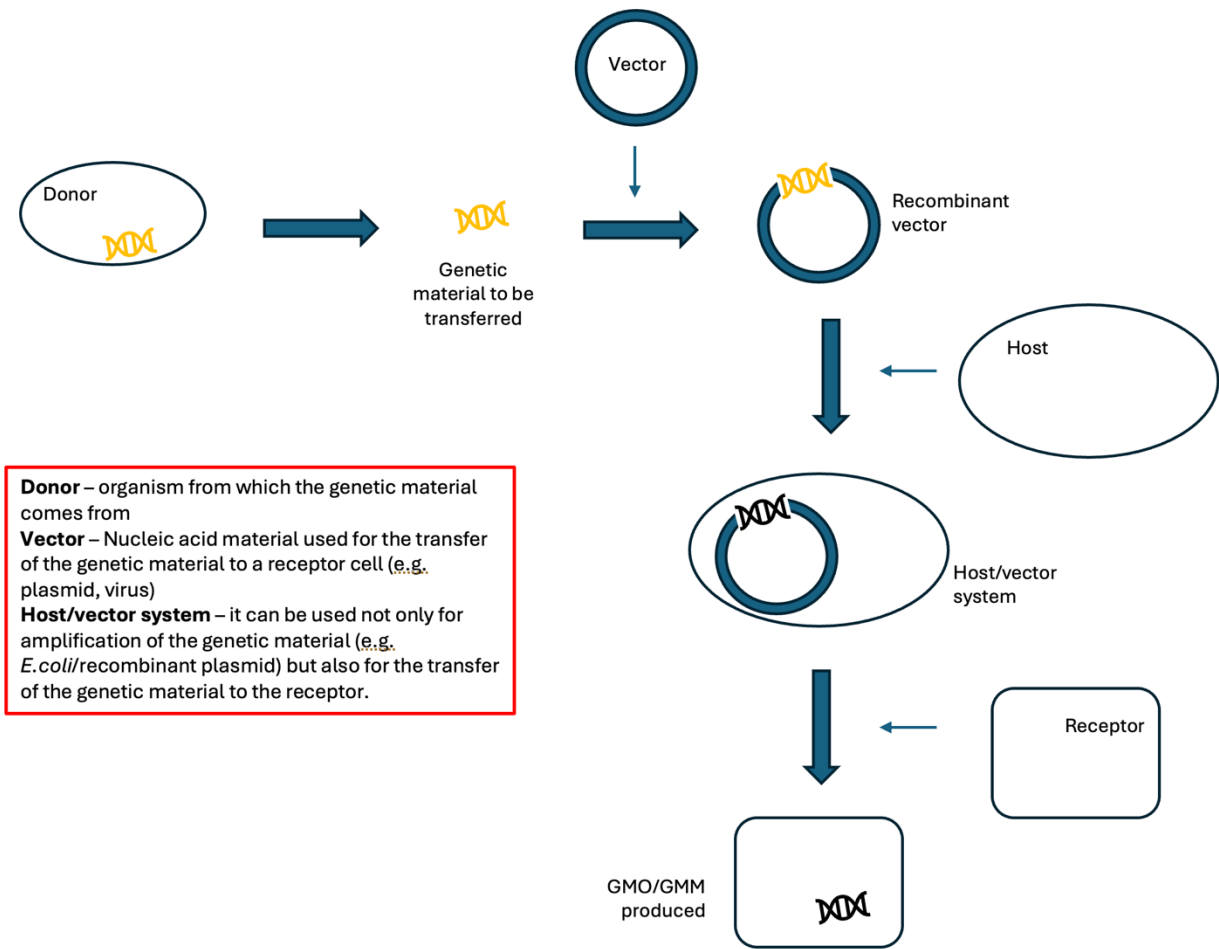 Vector
Donor
Genetic
material to be
transferred
Recombinant
vector
Host
Donor – organism from which the genetic material
comes from
Vector – Nucleic acid material used for the transfer
of the genetic material to a receptor cell (e.g.
plasmid, virus)
Host/vector system – it can be used not only for
amplification of the genetic material (e.g.
E.coli/recombinant plasmid) but also for the transfer
of the genetic material to the receptor.
Host/vector
system
Receptor
GMO/GMM
produced